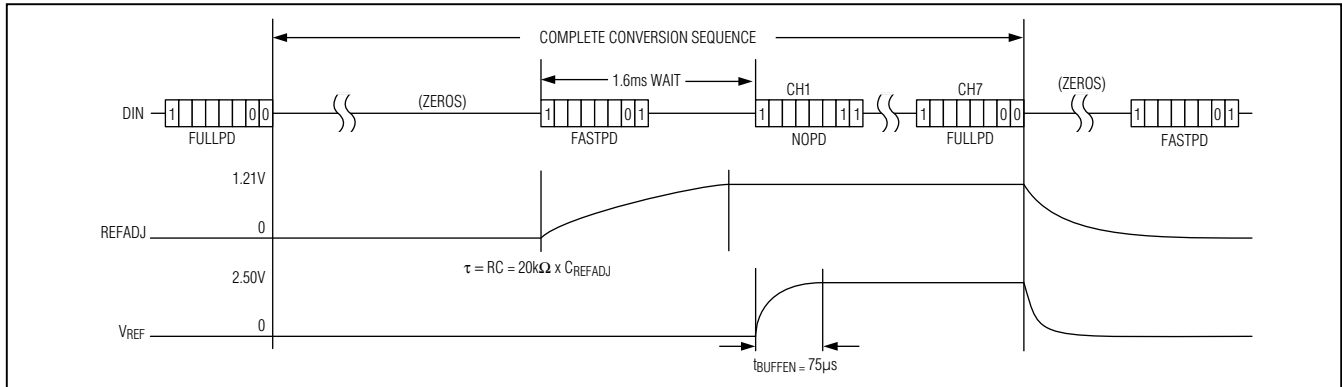 COMPLETE CONVERSION SEQUENCE
1.6ms WAIT
(ZEROS) CH1 CH7 (ZEROS)
DIN 1 0 0 1 0 1 1 1 1 1 0 0 1 0 1
FULLPD FASTPD NOPD FULLPD FASTPD
1.21V
REFADJ 0
τ = RC = 20kΩ x CREFADJ
2.50V
VREF 0
tBUFFEN = 75µs